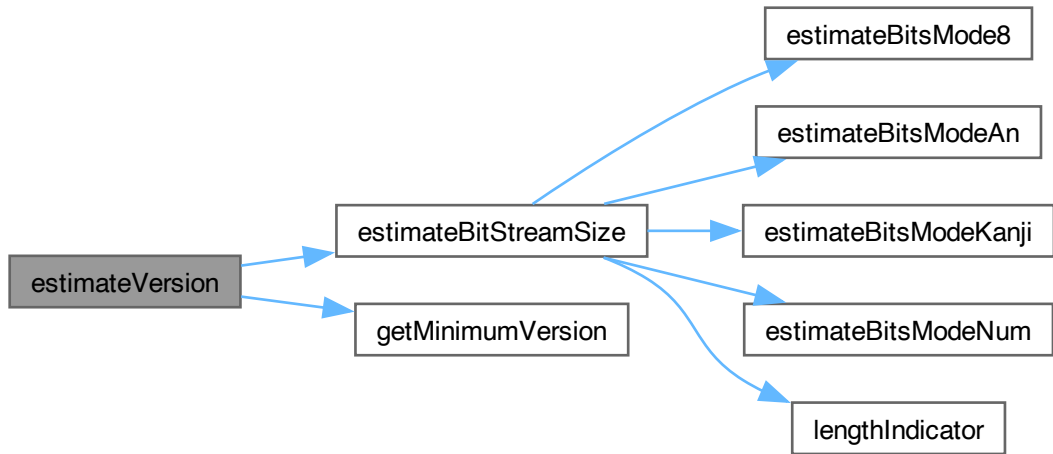 estimateVersion
estimateBitStreamSize
getMinimumVersion
estimateBitsMode8
estimateBitsModeAn
estimateBitsModeKanji
estimateBitsModeNum
lengthIndicator